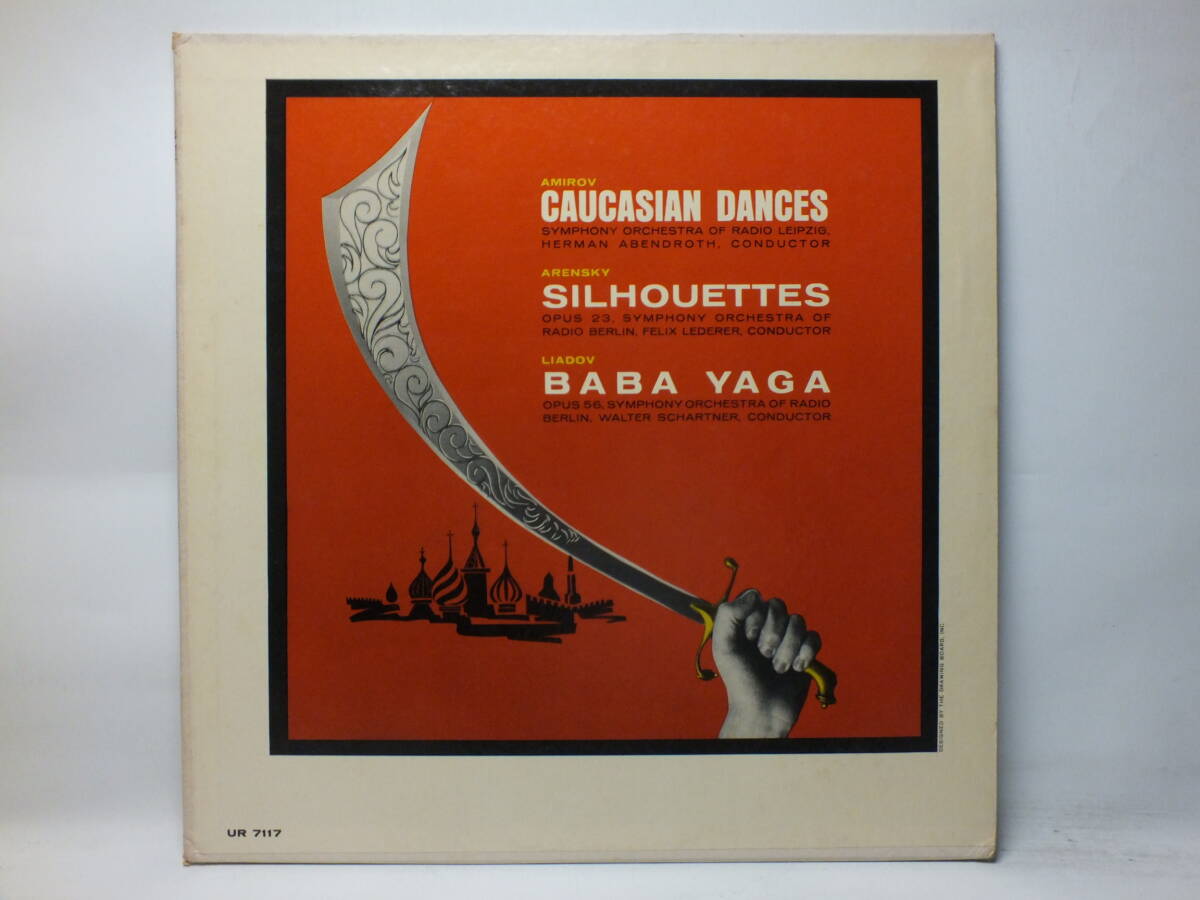 AMIROV
CAUCASIAN DANCES
SYMPHONY ORCHESTRA OF RADIO LEIPZIG,
HERMAN ABENDROTH, CONDUCTOR
ARENSKY
SILHOUETTES
OPUS 23, SYMPHONY ORCHESTRA OF
RADIO BERLIN, FELIX LEDERER, CONDUCTOR
LIADOV
BABA YAGA
OPUS 56, SYMPHONY ORCHESTRA OF RADIO
BERLIN, WALTER SCHARTNER, CONDUCTOR
DESIGNED BY THE DRAWING BOARD, INC.
UR 7117